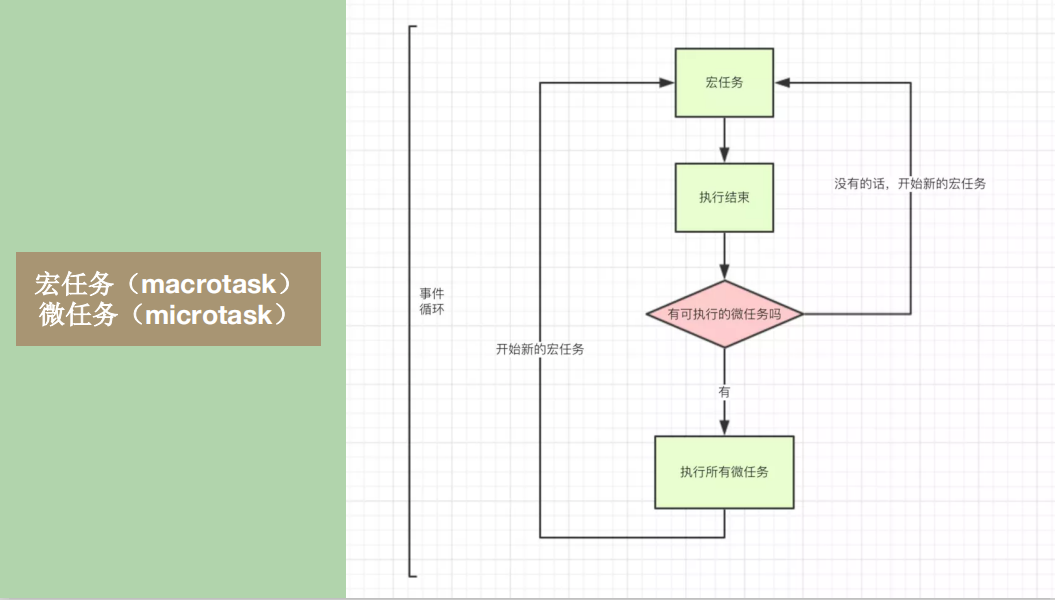 宏任务（macrotask）
微任务（microtask）
事件
循环
宏任务
执行结束
没有的话，开始新的宏任务
有可执行的微任务吗
开始新的宏任务
有
执行所有微任务